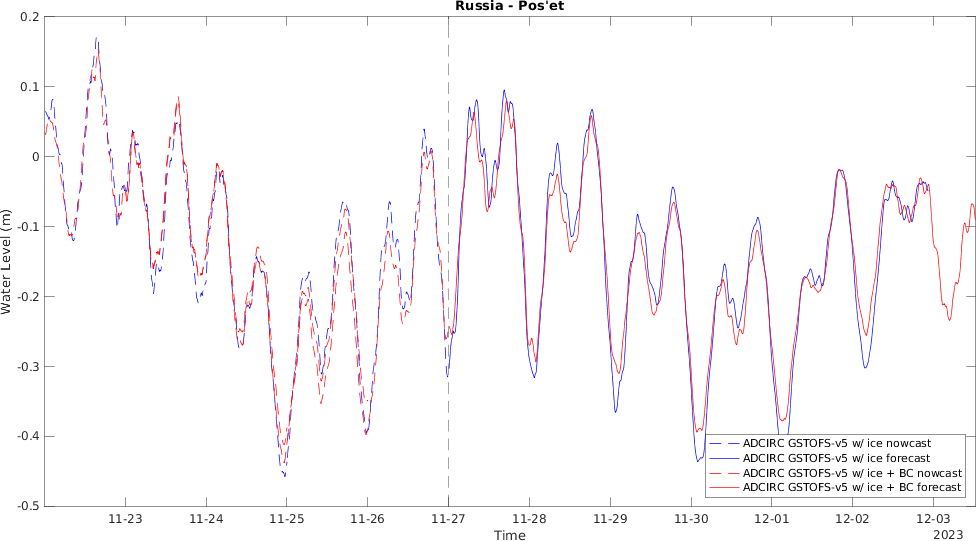 Russia - Pos'et
0.2
0.1
0
-0.1
-0.2
-0.3
-0.4
-0.5
Water Level (m)
11-23 11-24 11-25 11-26 11-27 11-28 11-29 11-30 12-01 12-02 12-03
2023
Time
ADCIRC GSTOFS-v5 w/ ice nowcast
ADCIRC GSTOFS-v5 w/ ice forecast
ADCIRC GSTOFS-v5 w/ ice + BC nowcast
ADCIRC GSTOFS-v5 w/ ice + BC forecast